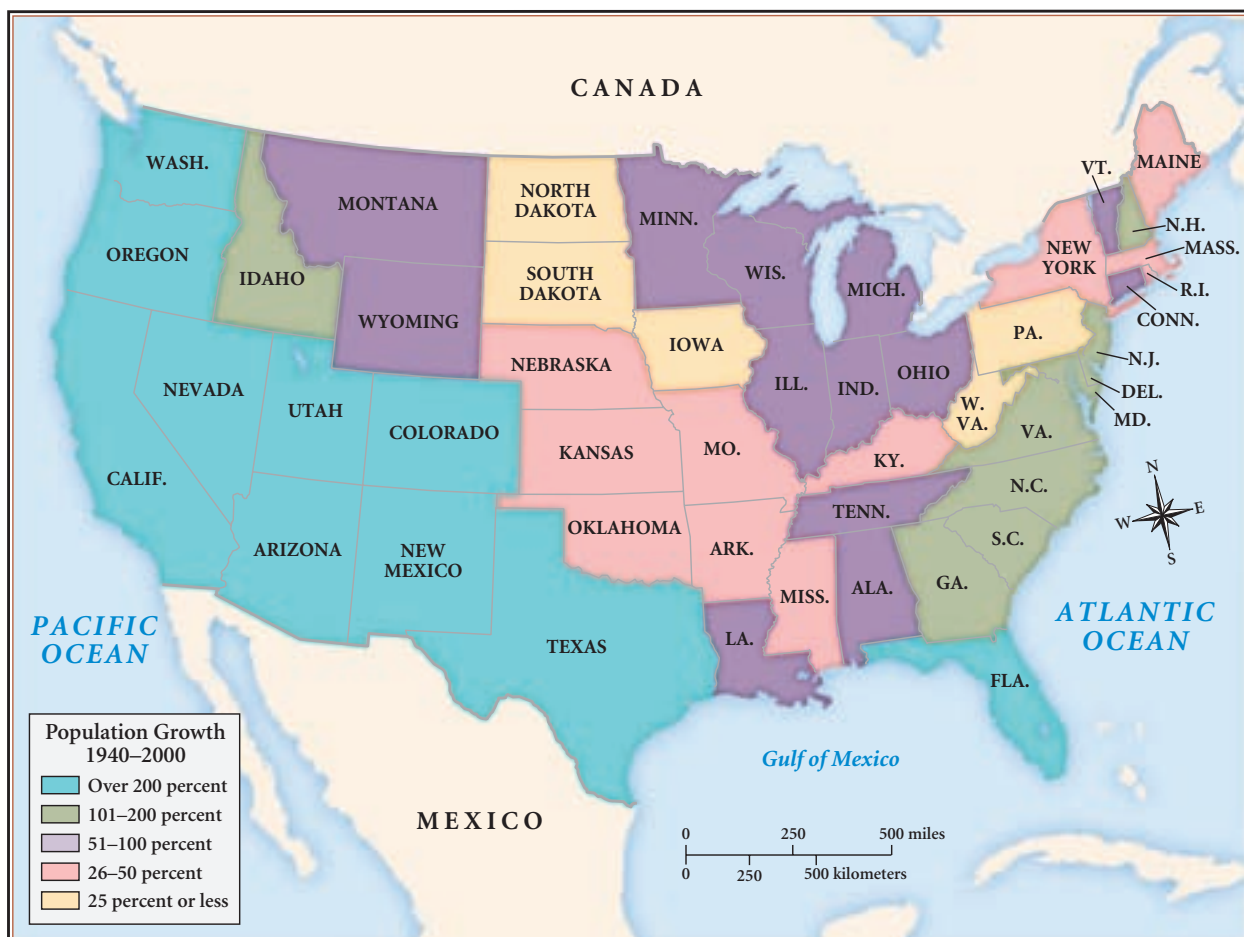 CANADA
WASH.
MONTANA
NORTH
DAKOTA
MINN.
VT.
MAINE
OREGON
IDAHO
SOUTH
DAKOTA
WIS.
MICH.
NEW
YORK
N.H.
MASS.
R.I.
CONN.
WYOMING
IOWA
PA.
N.J.
DEL.
MD.
NEBRASKA
NEVADA
UTAH
COLORADO
ILL.
IND.
OHIO
W.
VA.
VA.
CALIF.
KANSAS
MO.
KY.
N.C.
TENN.
ARIZONA
NEW
MEXICO
OKLAHOMA
ARK.
S.C.
MISS.
ALA.
GA.
N
W
E
S
PACIFIC
OCEAN
TEXAS
LA.
ATLANTIC
OCEAN
FLA.
Gulf of Mexico
MEXICO
Population Growth
1940–2000
Over 200 percent
101–200 percent
51–100 percent
26–50 percent
25 percent or less
0 250 500 miles
0 250 500 kilometers